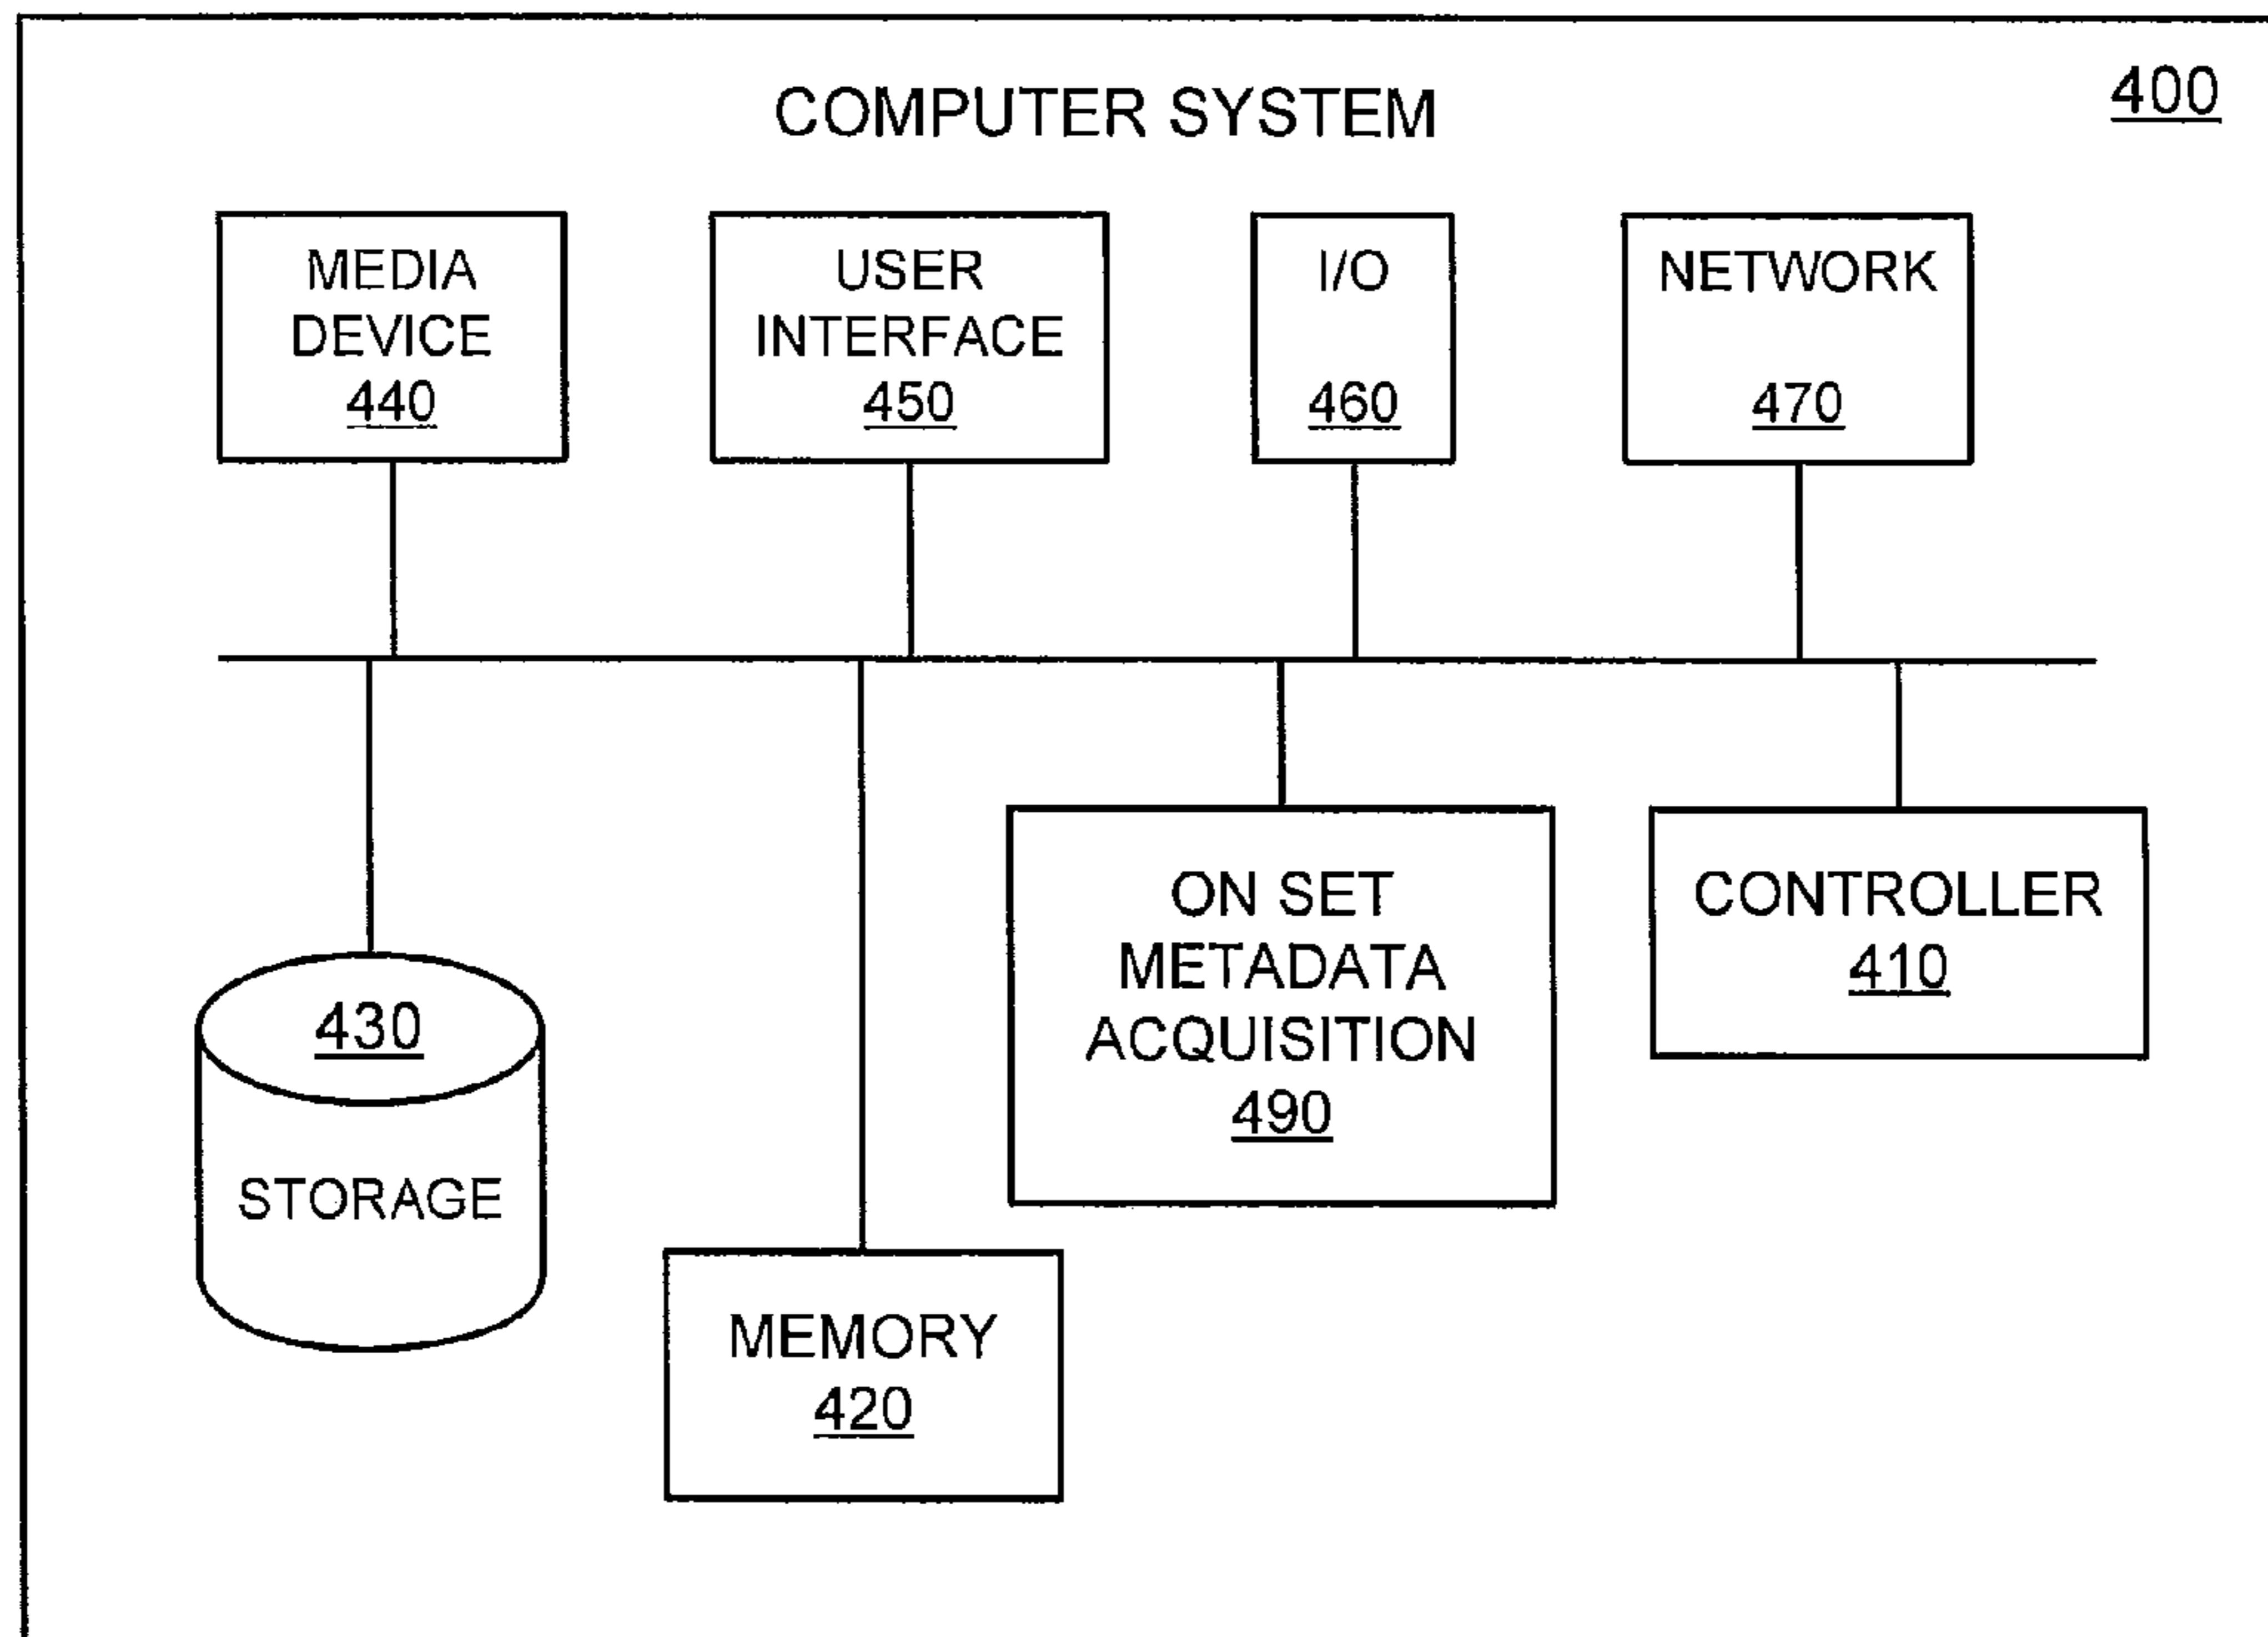 400
COMPUTER SYSTEM
MEDIA
DEVICE
440
USER
INTERFACE
450
I/O
460
NETWORK
470
430
STORAGE
MEMORY
420
ON SET
METADATA
ACQUISITION
490
CONTROLLER
410